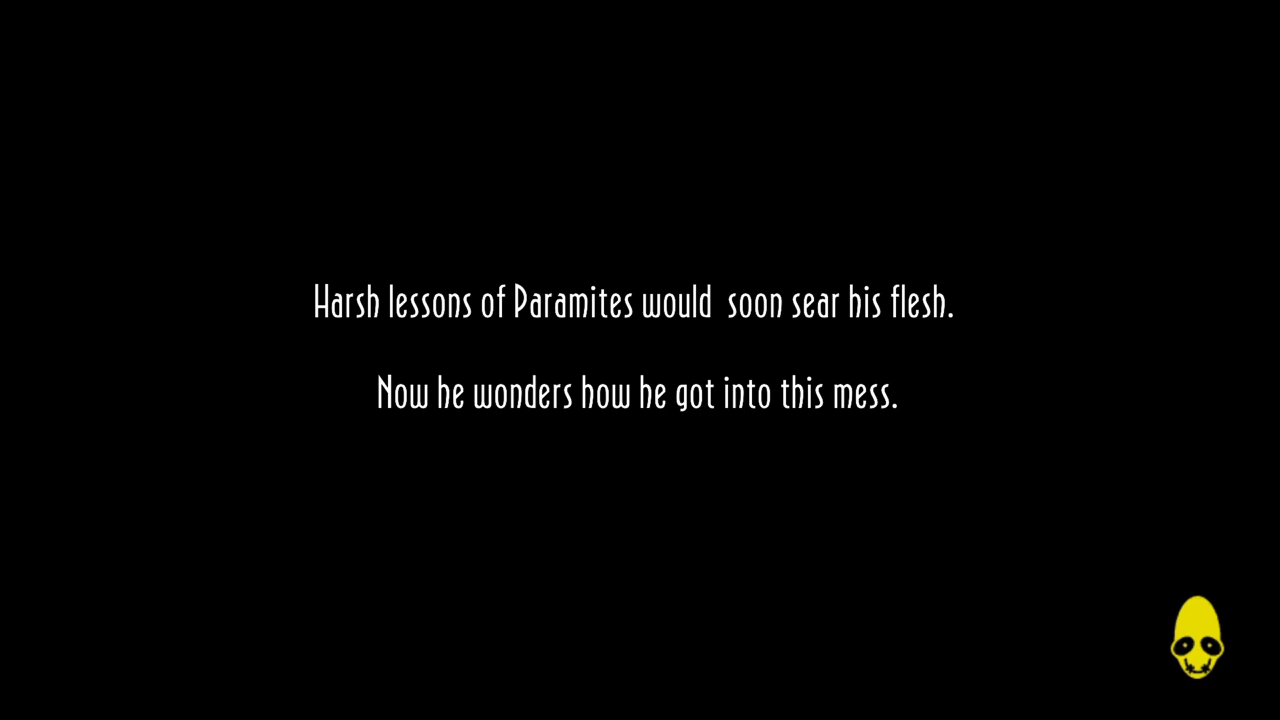 Harsh lessons of Paramites would  soon sear his flesh.
Now he wonders how he got into this mess.